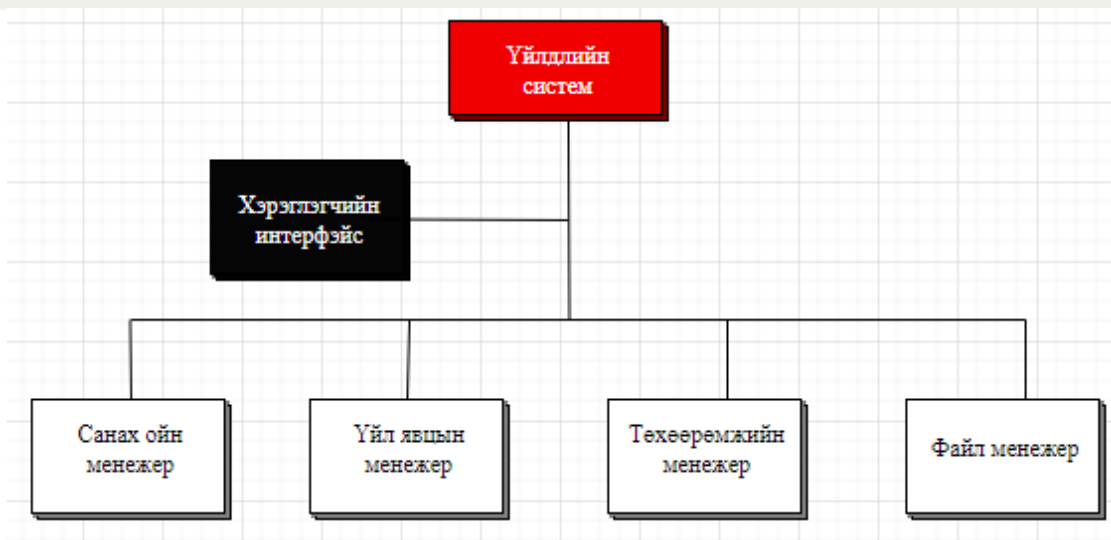 Үйлдлийн
систем
Хэрэглэгчийн
интерфэйс
Санах ойн
менежер
Үйл явцын
менежер
Төхөөрөмжийн
менежер
Файл менежер